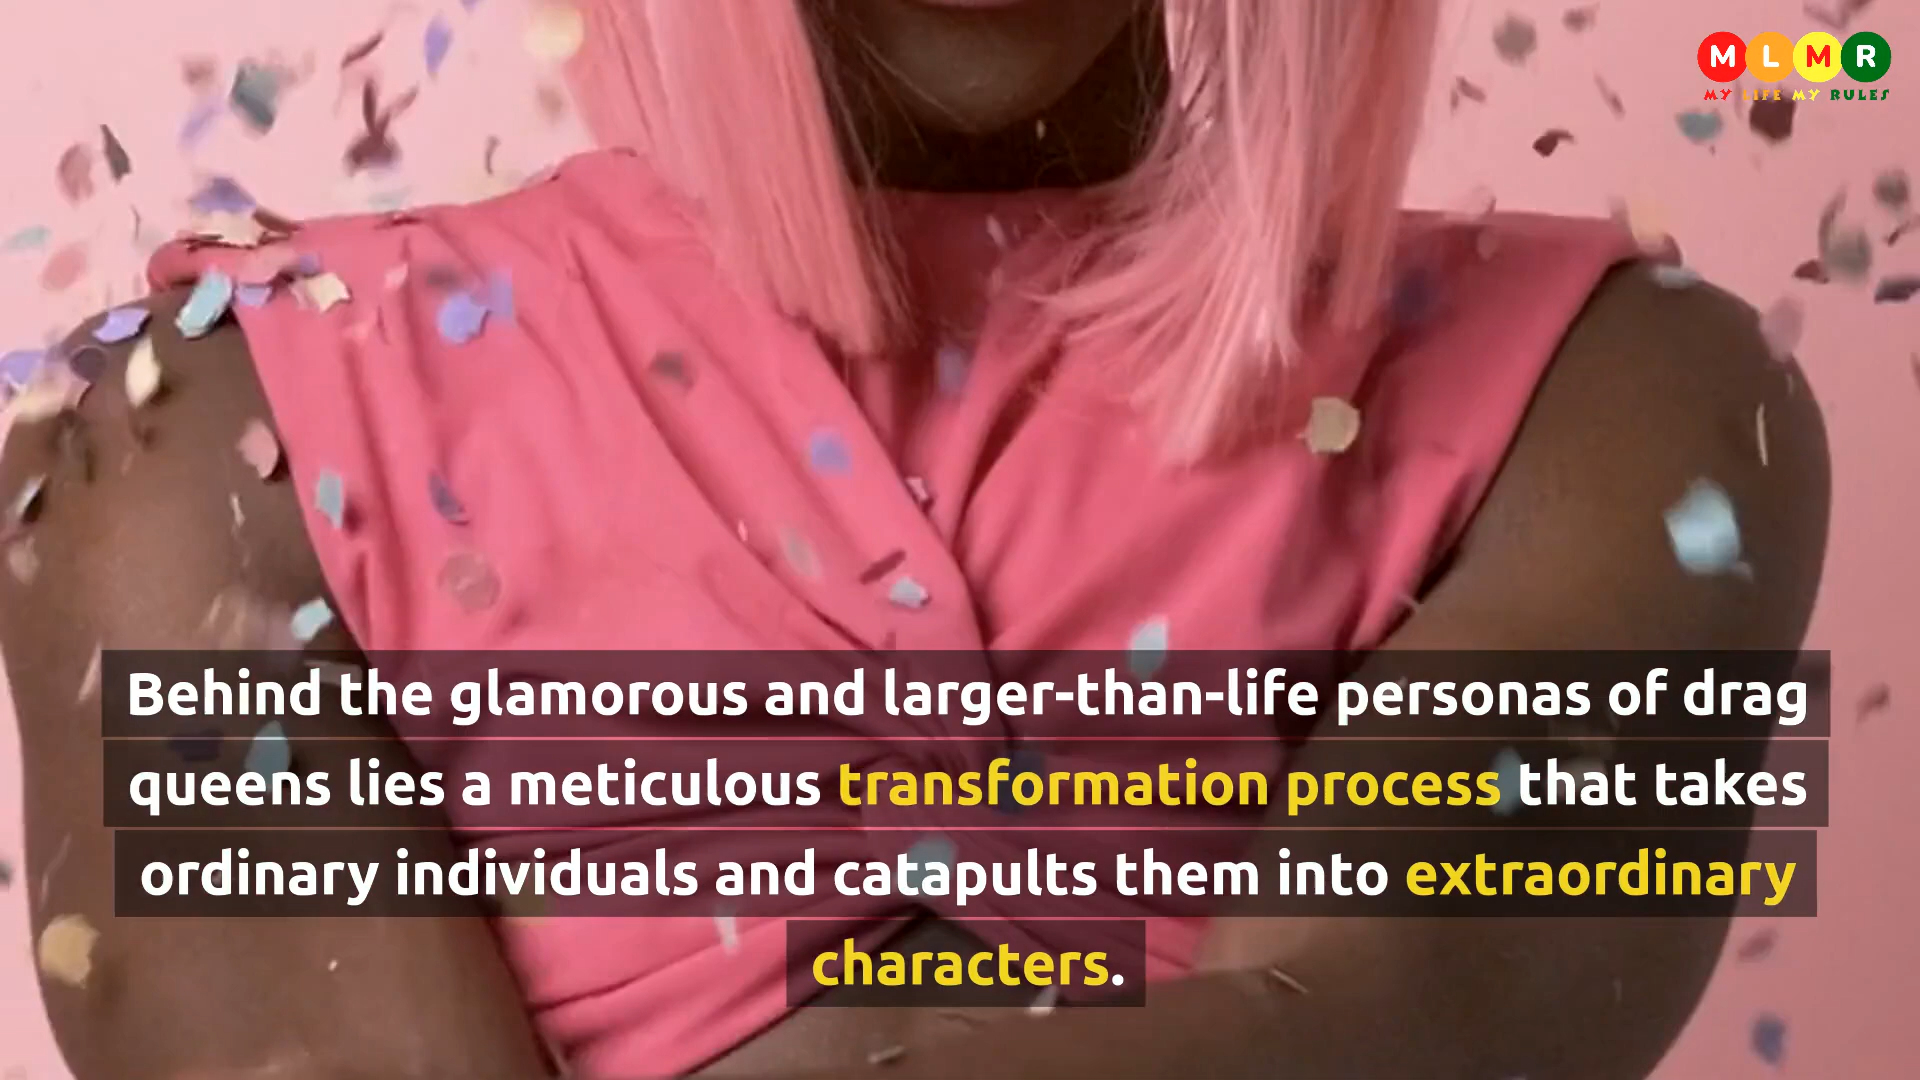 M L M R
MY LIFE MY RULES
Behind the glamorous and larger-than-life personas of drag
queens lies a meticulous transformation process that takes
ordinary individuals and catapults them into extraordinary
characters.